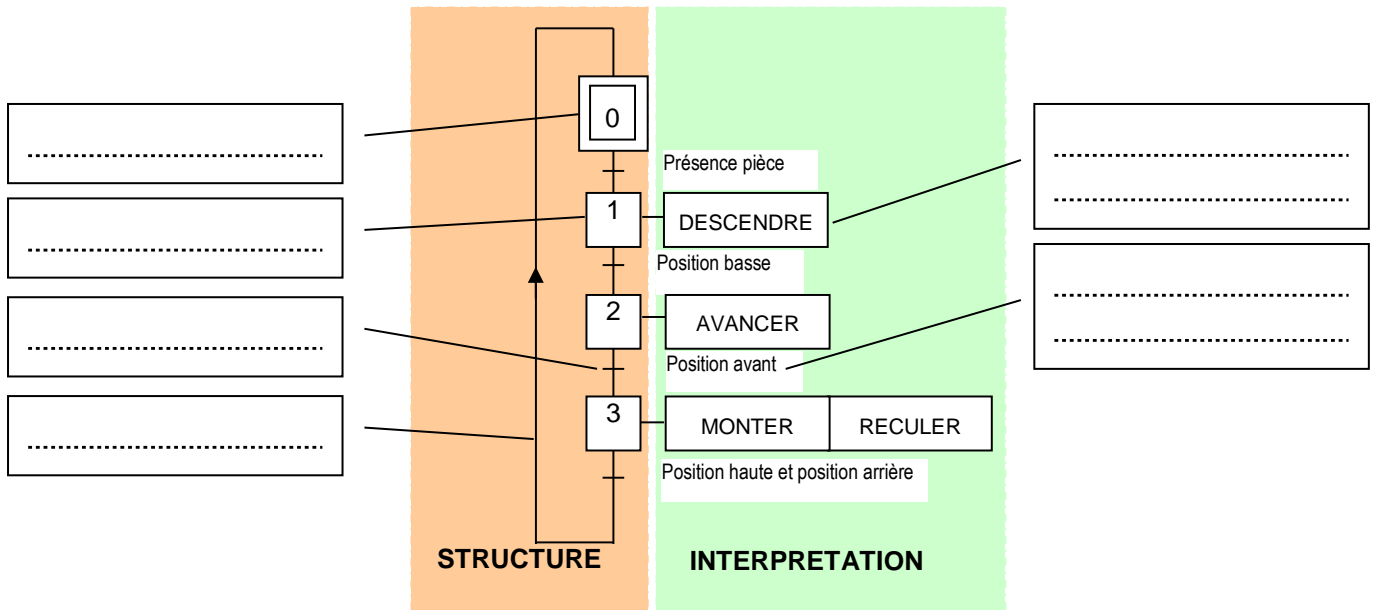 0
Présence pièce
1
DESCENDRE
Position basse
2
AVANCER
Position avant
3
MONTER
RECULER
Position haute et position arrière
STRUCTURE
INTERPRETATION